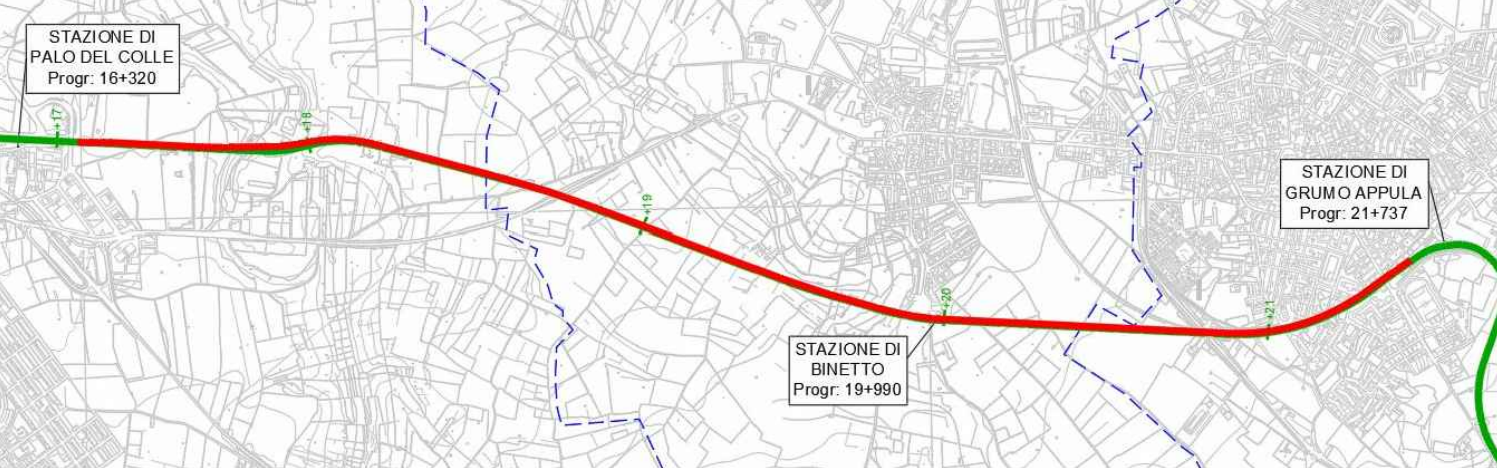 STAZIONE DI
PALO DEL COLLE
Progr: 16+320
+17
+18
+19
STAZIONE DI
BINETTO
Progr: 19+990
+20
+21
STAZIONE DI
GRUMO APPULA
Progr: 21+737